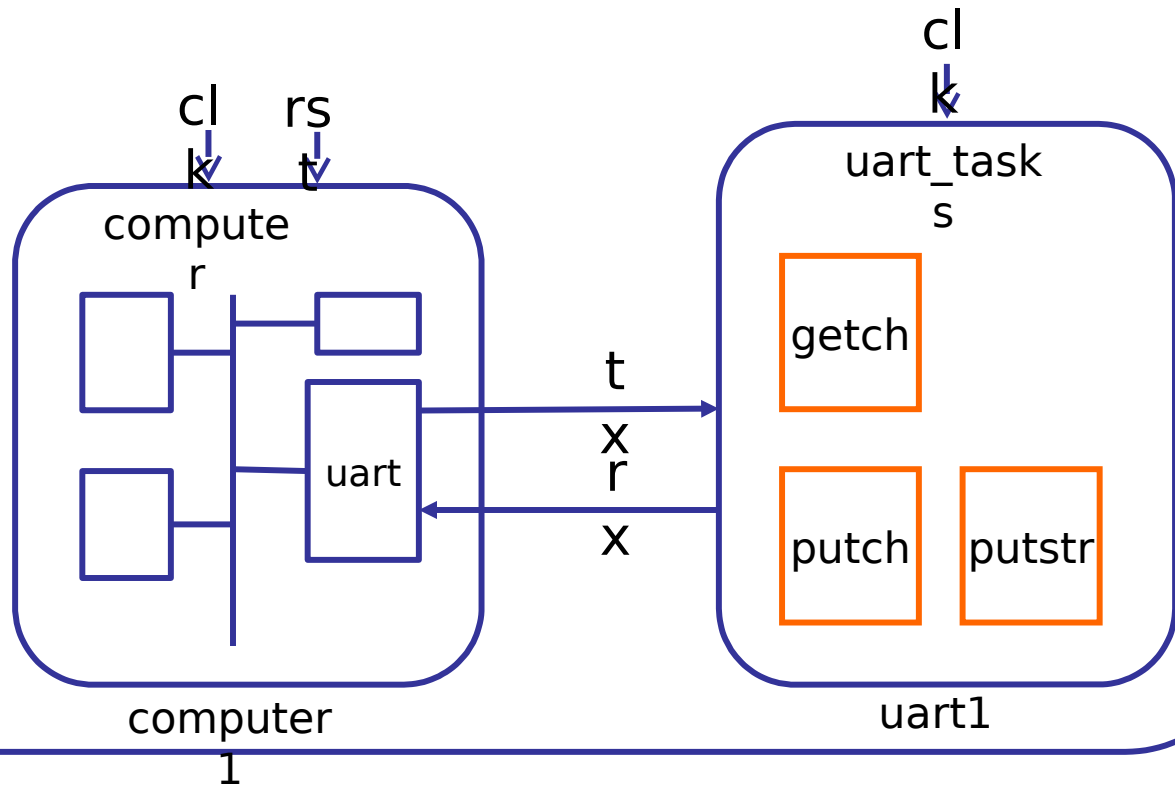 cl
k
cl
k
rs
t
uart_task
s
compute
r
getch
t
x
uart
r
x
putch
putstr
computer
1
uart1